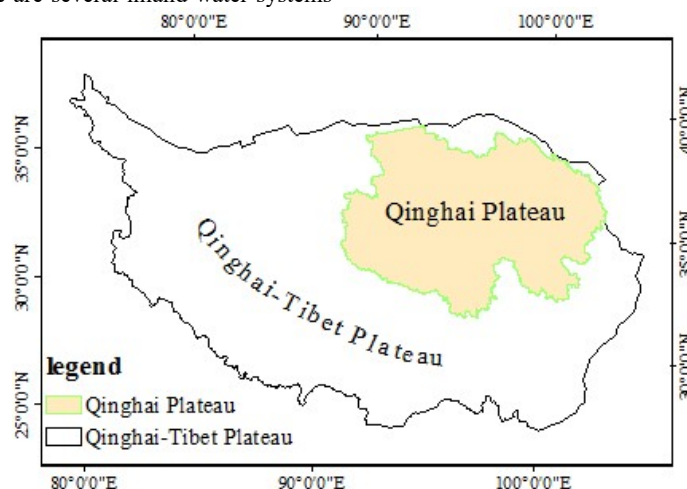 are several inland water systems
80°0'0"E 90°0'0"E 100°0'0"E
35°0'0"N
30°0'0"N
25°0'0"N
Qinghai Plateau
Qinghai-Tibet Plateau
legend
Qinghai Plateau
Qinghai-Tibet Plateau
80°0'0"E 90°0'0"E 100°0'0"E